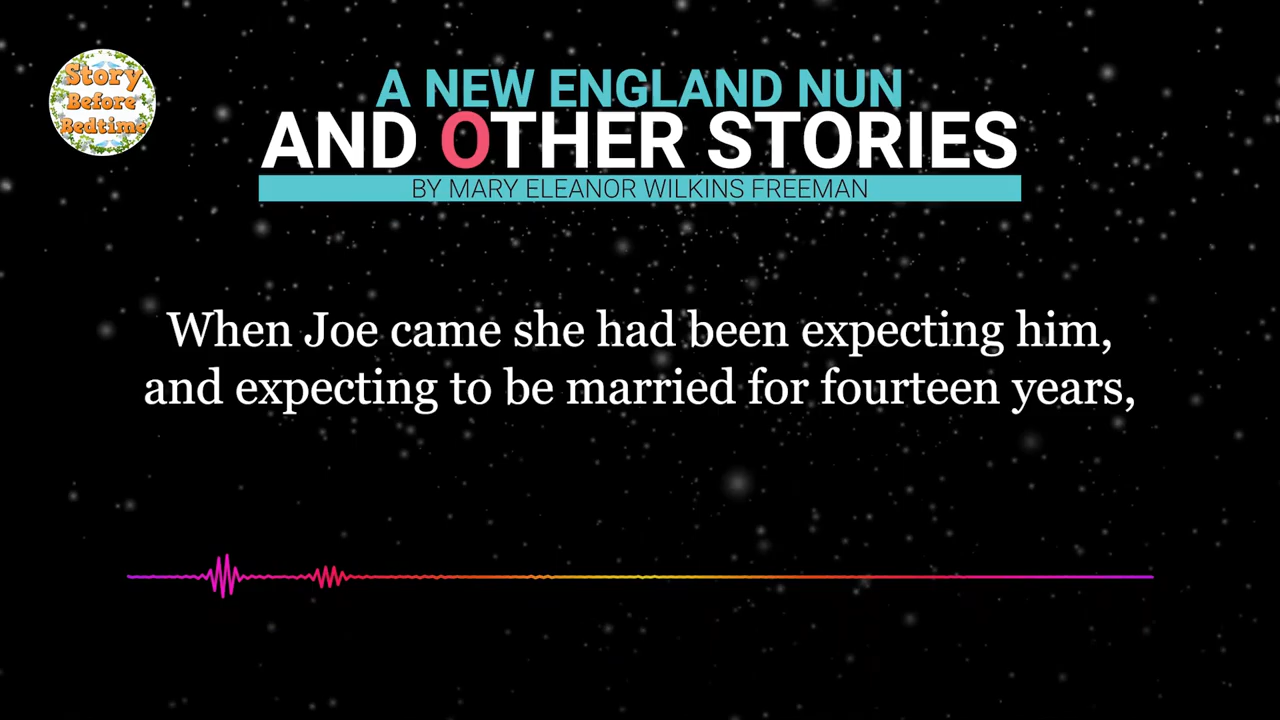 Story
Before
Bedtime
A NEW ENGLAND NUN
AND OTHER STORIES
BY MARY ELEANOR WILKINS FREEMAN
When Joe came she had been expecting him,
and expecting to be married for fourteen years,